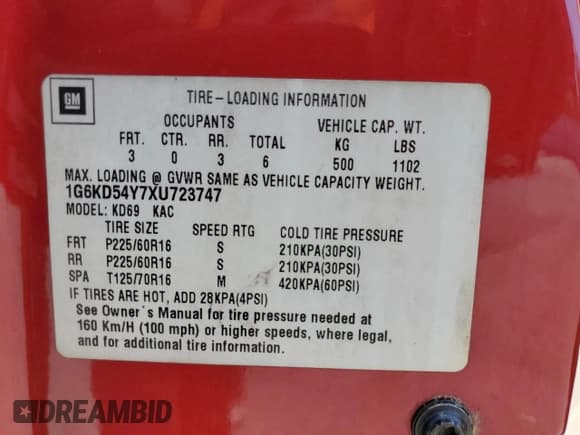 GM
TIRE-LOADING INFORMATION
OCCUPANTS VEHICLE CAP. WT.
FRT. CTR. RR. TOTAL KG LBS
3 0 3 6 500 1102
MAX. LOADING @ GVWR SAME AS VEHICLE CAPACITY WEIGHT.
1G6KD54Y7XU723747
MODEL: KD69 KAC
TIRE SIZE SPEED RTG COLD TIRE PRESSURE
FRT P225/60R16 S 210KPA(30PSI)
RR P225/60R16 S 210KPA(30PSI)
SPA T125/70R16 M 420KPA(60PSI)
IF TIRES ARE HOT, ADD 28KPA(4PSI)
See Owner's Manual for tire pressure needed at
160 Km/H (100 mph) or higher speeds, where legal,
and for additional tire information.
DREAMBID